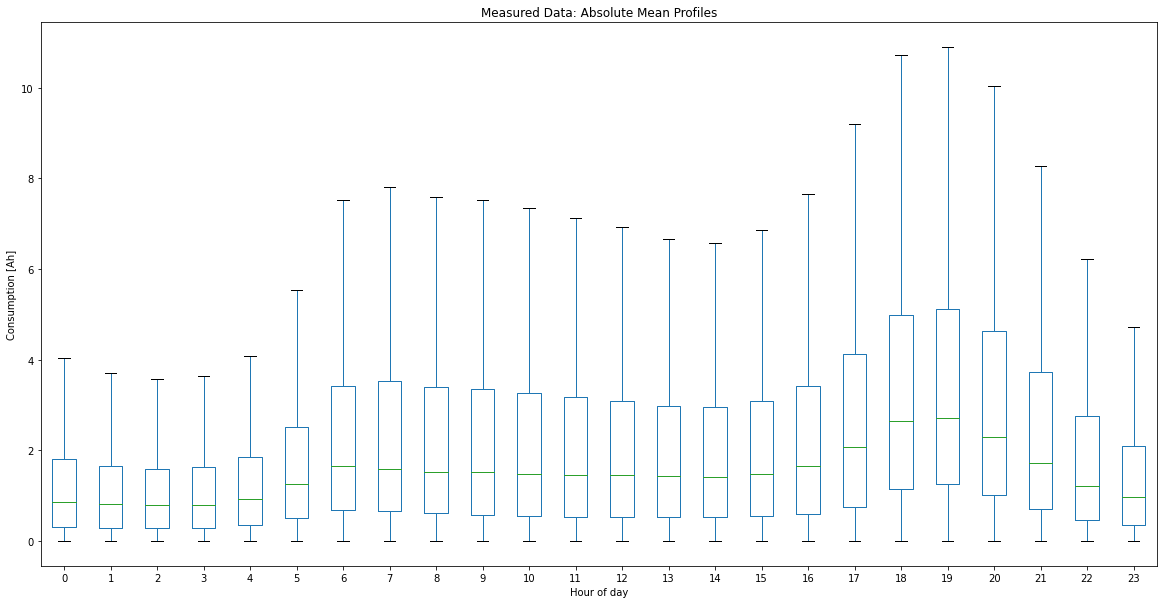 Measured Data: Absolute Mean Profiles
Consumption [Ah]
10
8
6
4
2
0
0 1 2 3 4 5 6 7 8 9 10 11 12 13 14 15 16 17 18 19 20 21 22 23
Hour of day